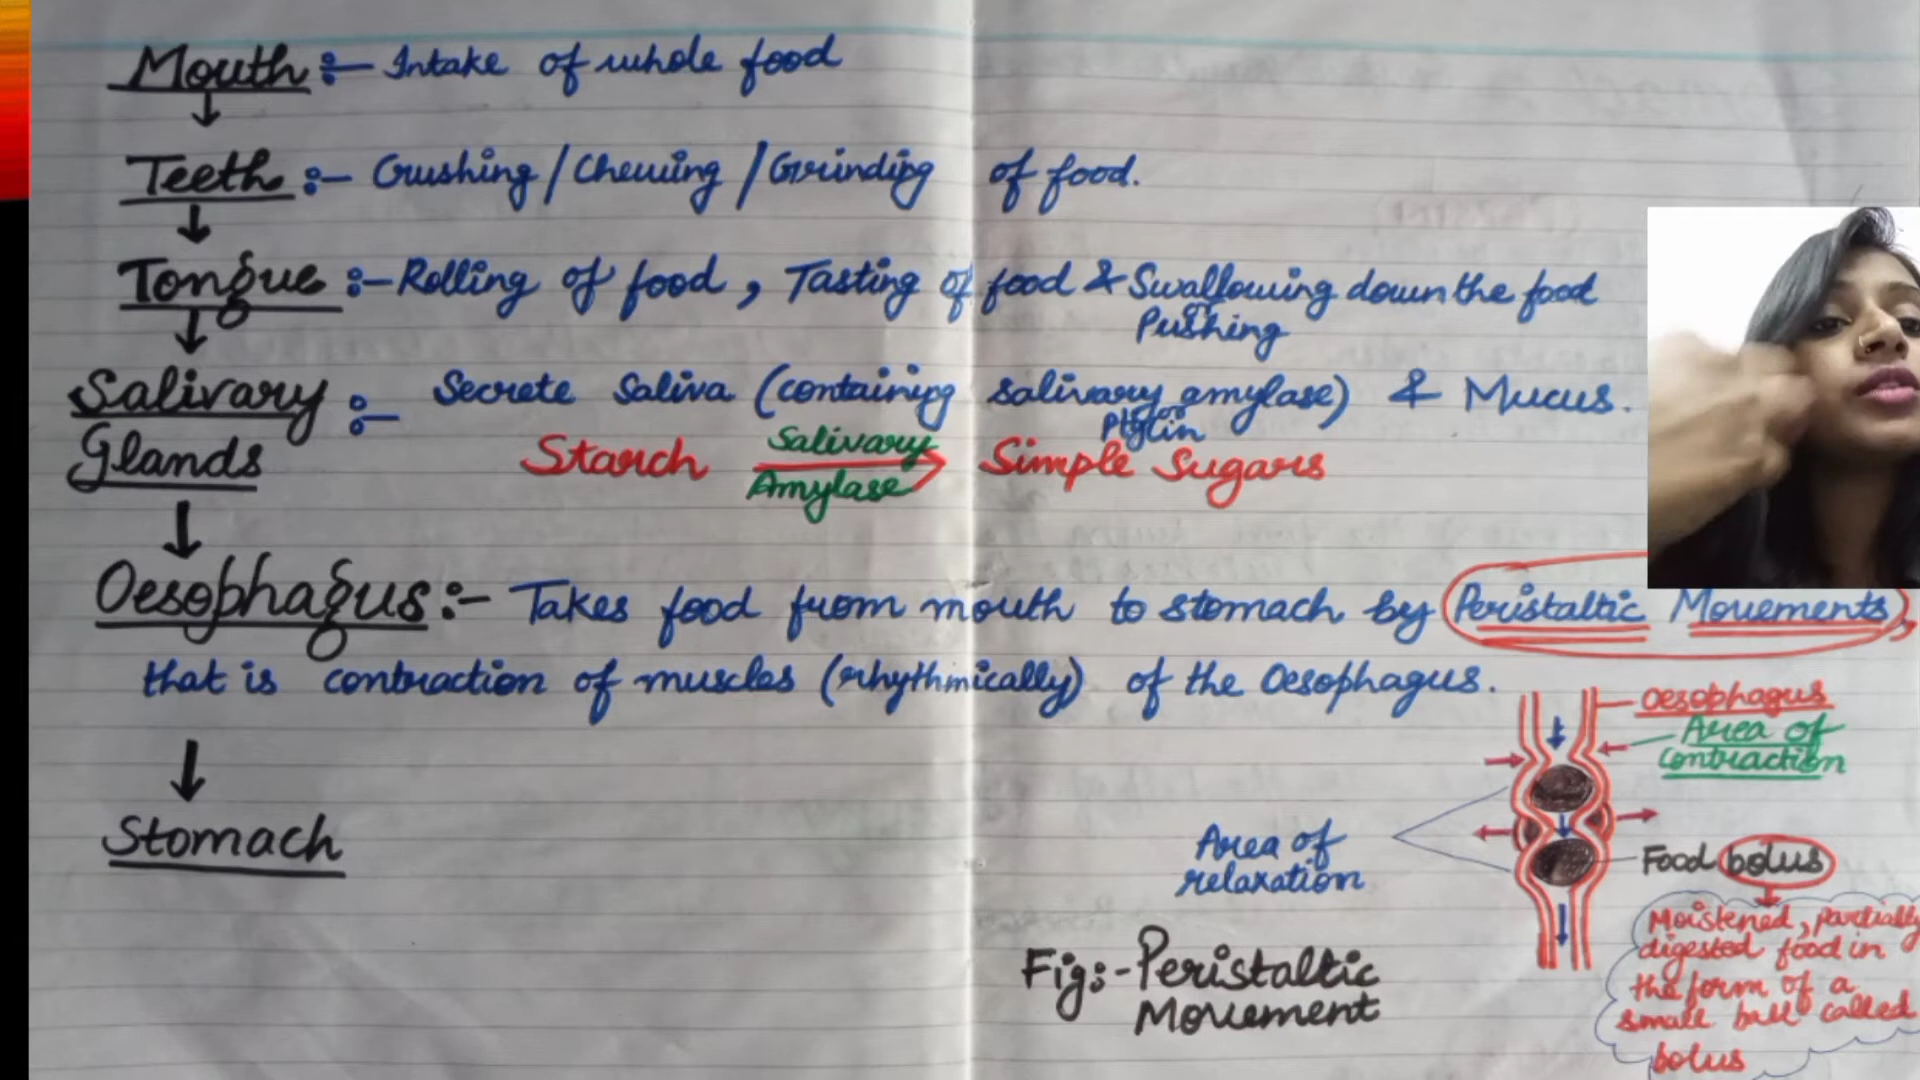 Mouth :- Intake of whole food
Teeth :- Crushing / Chewing / Grinding of food.
Tongue :- Rolling of food, Tasting of food & Swallowing down the food
or
Pushing
Salivary :- Secrete Saliva (containing salivary amylase) & Mucus.
Glands
or
Ptylin
Starch Salivary Amylase Simple Sugars
Oesophagus :- Takes food from mouth to stomach by Peristaltic Movements,
that is contraction of muscles (rhythmically) of the Oesophagus.
Oesophagus
Area of
contraction
Stomach
Area of
relaxation
Food bolus
Moistened, partially
digested food in
the form of a
small ball called
bolus
Fig:- Peristaltic
Movement